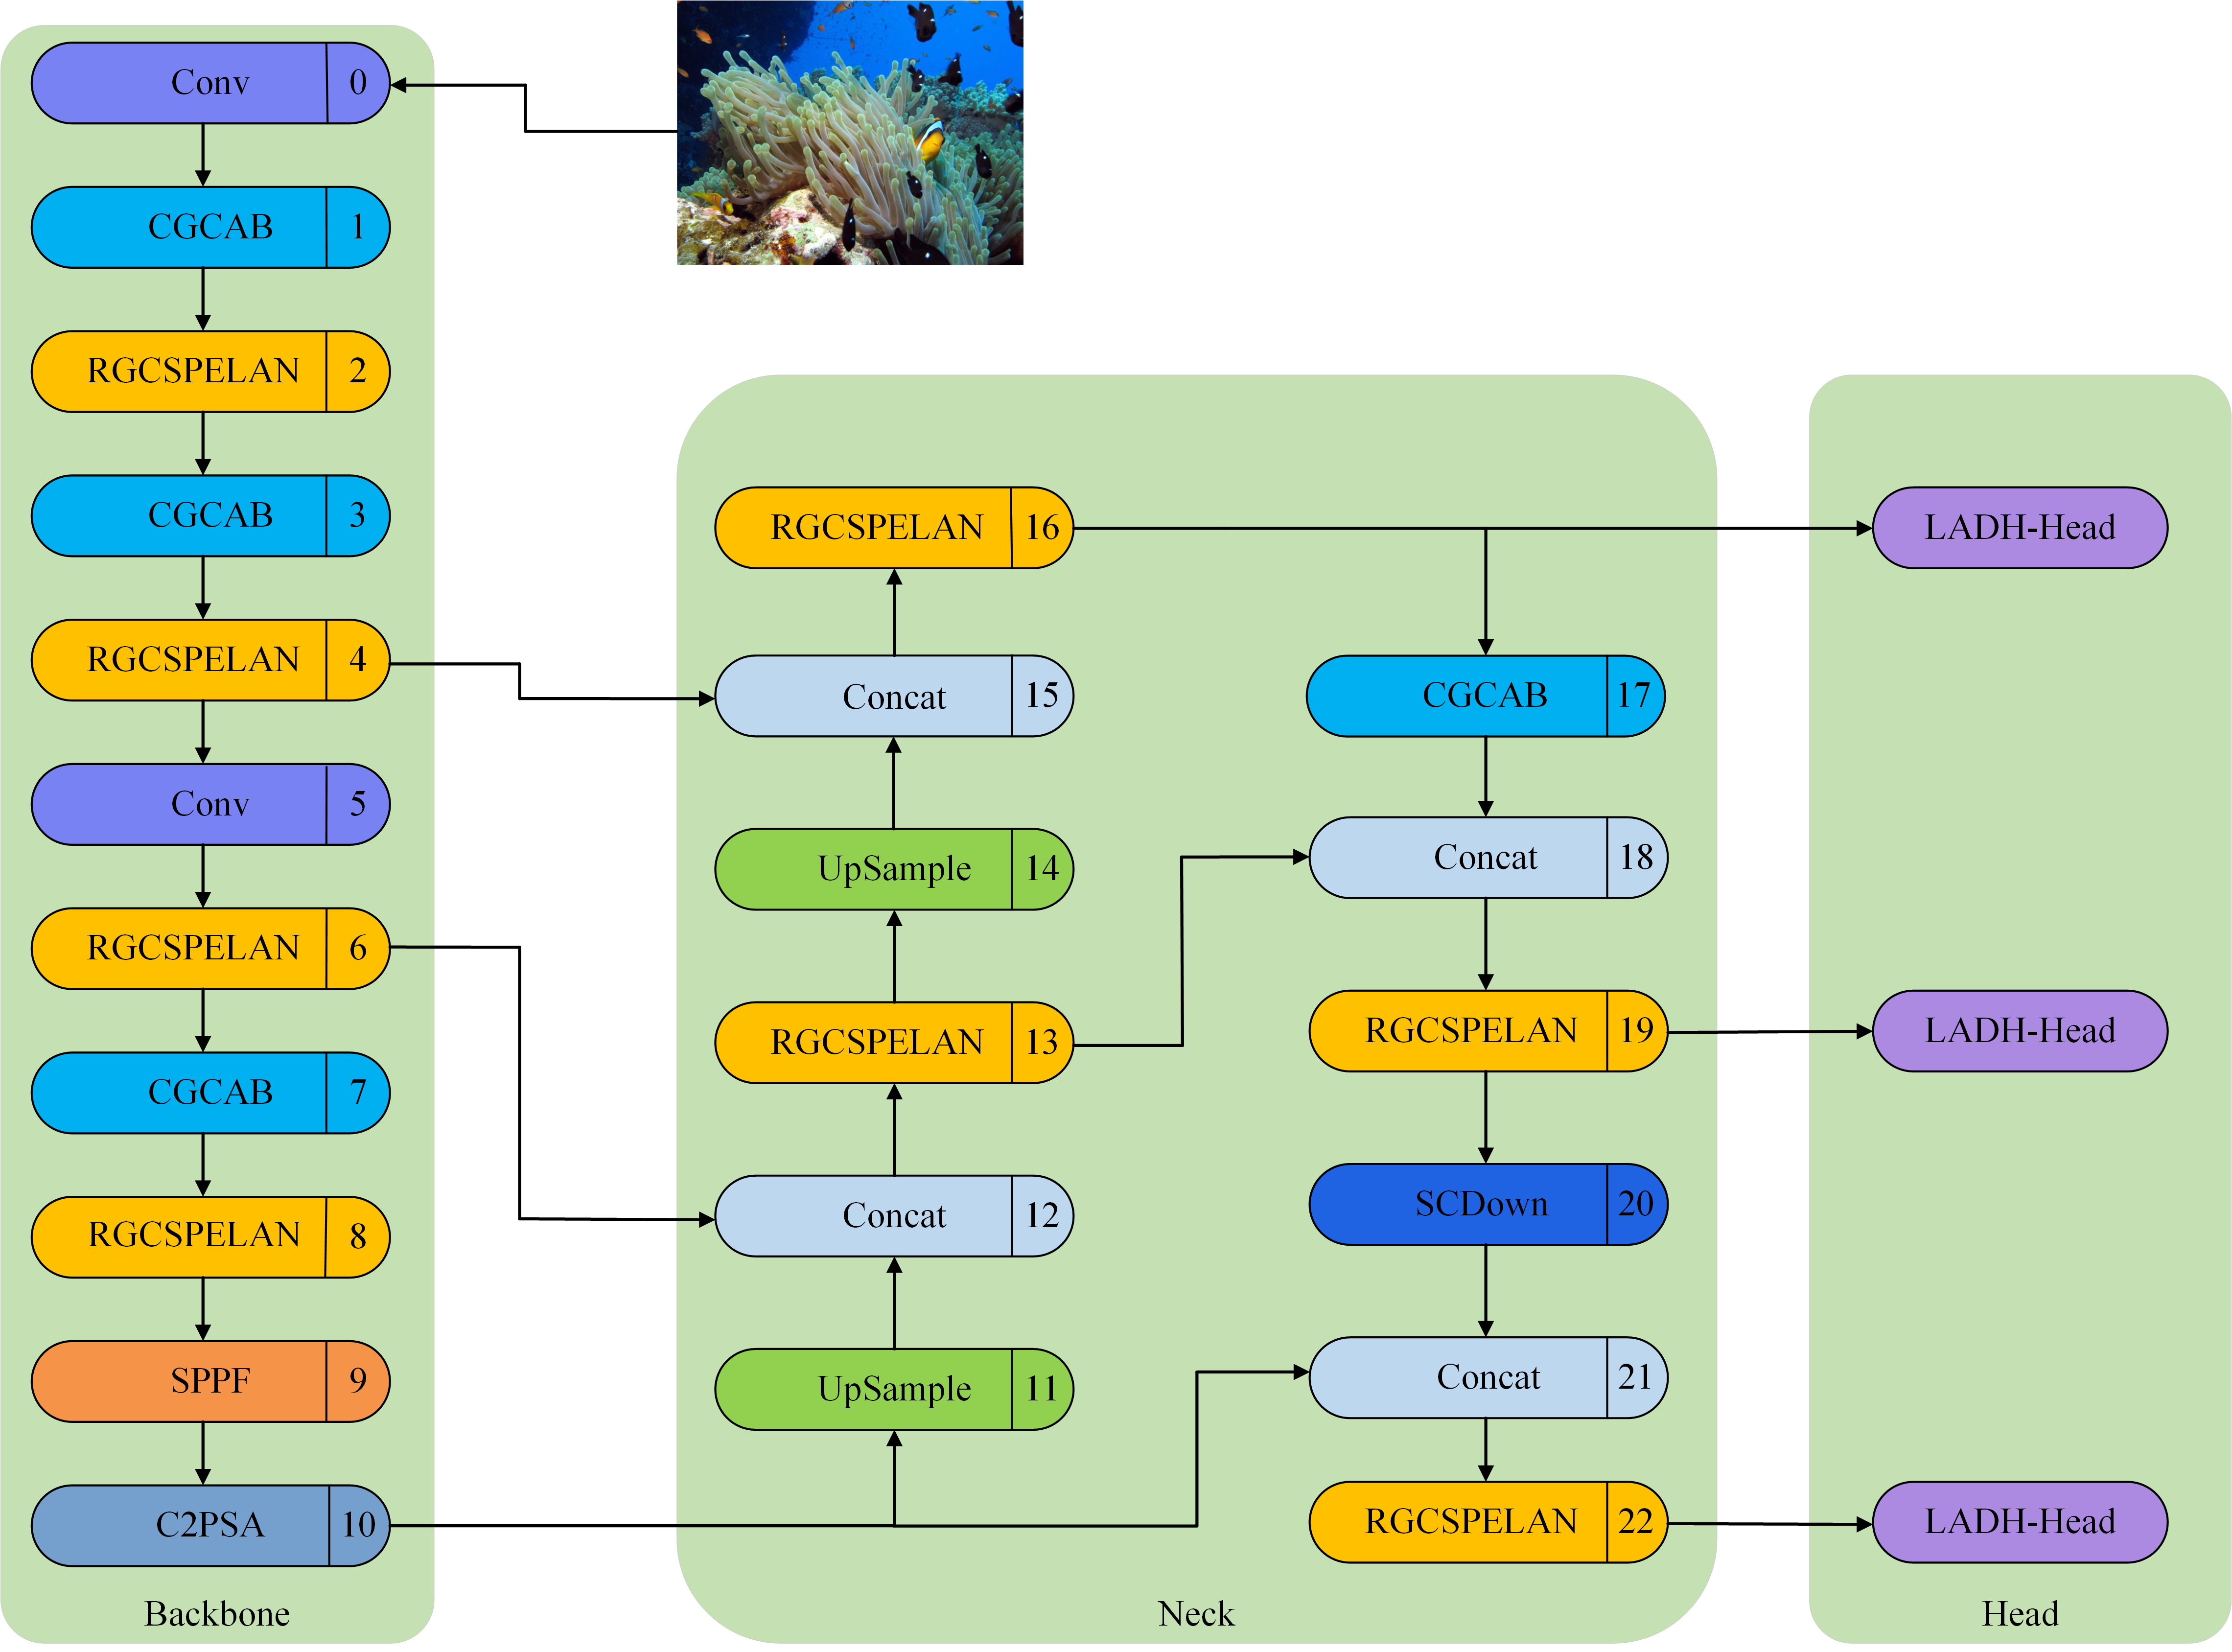 Conv 0
CGCAB 1
RGCSPELAN 2
CGCAB 3
RGCSPELAN 4
Conv 5
RGCSPELAN 6
CGCAB 7
RGCSPELAN 8
SPPF 9
C2PSA 10
Backbone
RGCSPELAN 16
Concat 15
UpSample 14
RGCSPELAN 13
Concat 12
UpSample 11
CGCAB 17
Concat 18
RGCSPELAN 19
SCDown 20
Concat 21
RGCSPELAN 22
Neck
LADH-Head
LADH-Head
LADH-Head
Head